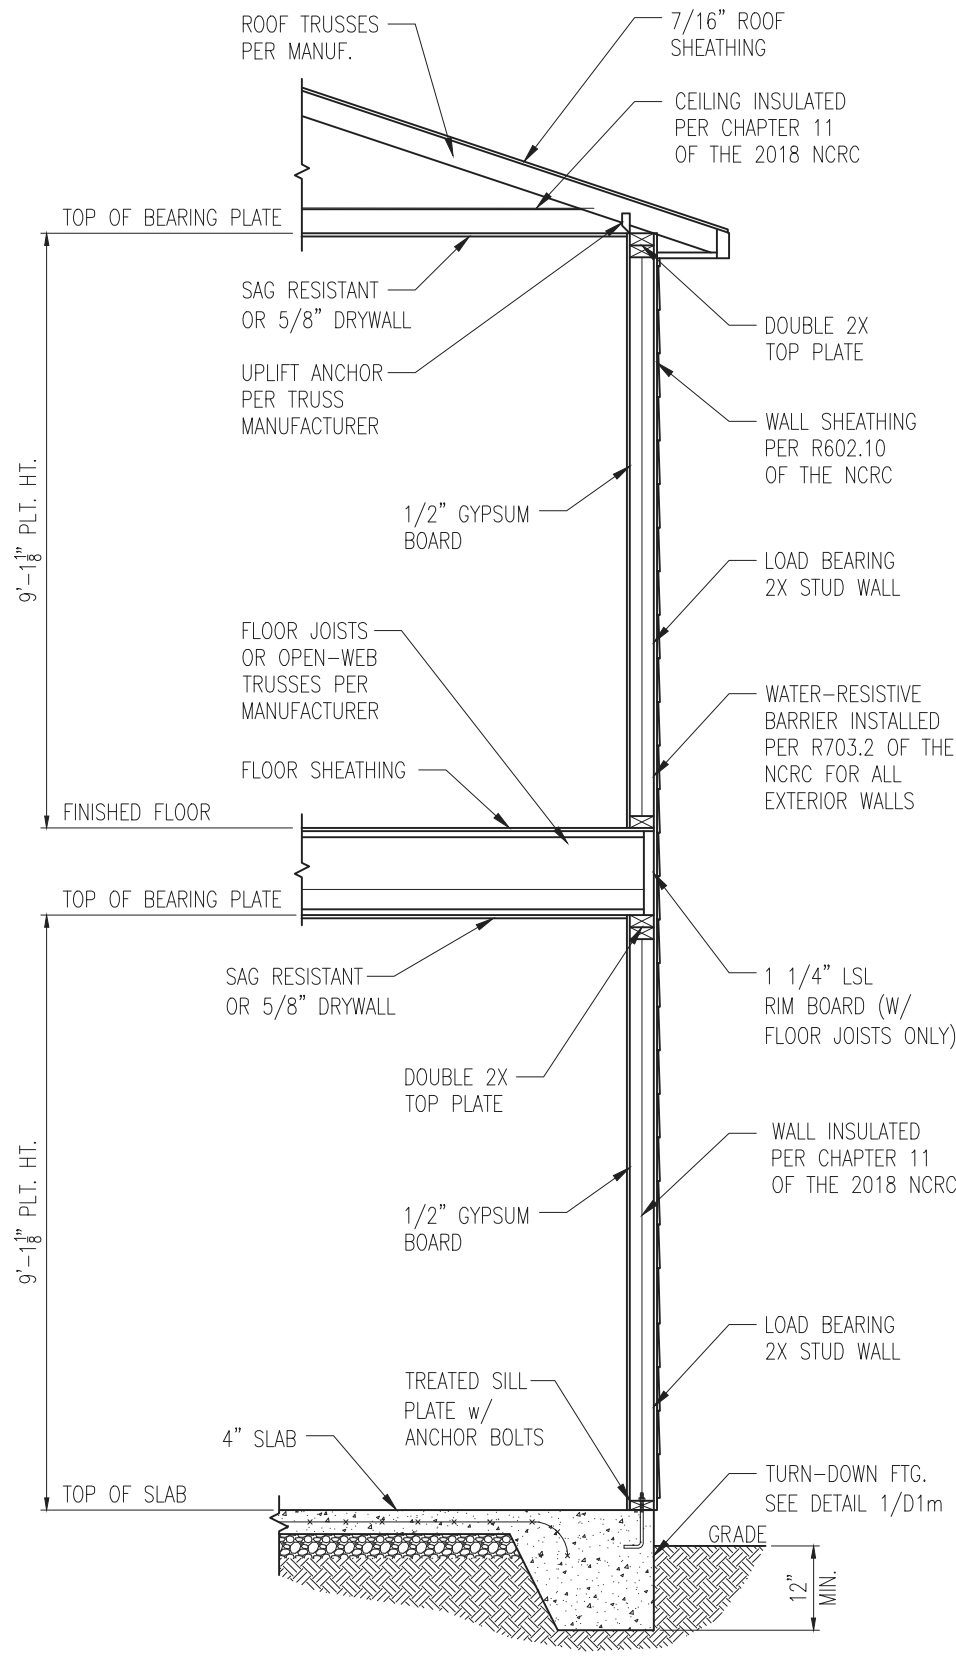 ROOF TRUSSES
PER MANUF.
7/16” ROOF
SHEATHING
CEILING INSULATED
PER CHAPTER 11
OF THE 2018 NCRC
TOP OF BEARING PLATE
SAG RESISTANT
OR 5/8” DRYWALL
DOUBLE 2X
TOP PLATE
UPLIFT ANCHOR
PER TRUSS
MANUFACTURER
WALL SHEATHING
PER R602.10
OF THE NCRC
9'-1 1/8" PLT. HT.
1/2” GYPSUM
BOARD
LOAD BEARING
2X STUD WALL
FLOOR JOISTS
OR OPEN-WEB
TRUSSES PER
MANUFACTURER
WATER-RESISTIVE
BARRIER INSTALLED
PER R703.2 OF THE
NCRC FOR ALL
EXTERIOR WALLS
FLOOR SHEATHING
FINISHED FLOOR
TOP OF BEARING PLATE
SAG RESISTANT
OR 5/8” DRYWALL
1 1/4” LSL
RIM BOARD (W/
FLOOR JOISTS ONLY)
DOUBLE 2X
TOP PLATE
WALL INSULATED
PER CHAPTER 11
OF THE 2018 NCRC
9'-1 1/8" PLT. HT.
1/2” GYPSUM
BOARD
LOAD BEARING
2X STUD WALL
TREATED SILL
PLATE w/
ANCHOR BOLTS
4” SLAB
TOP OF SLAB
TURN-DOWN FTG.
SEE DETAIL 1/D1m
GRADE
12”
MIN.